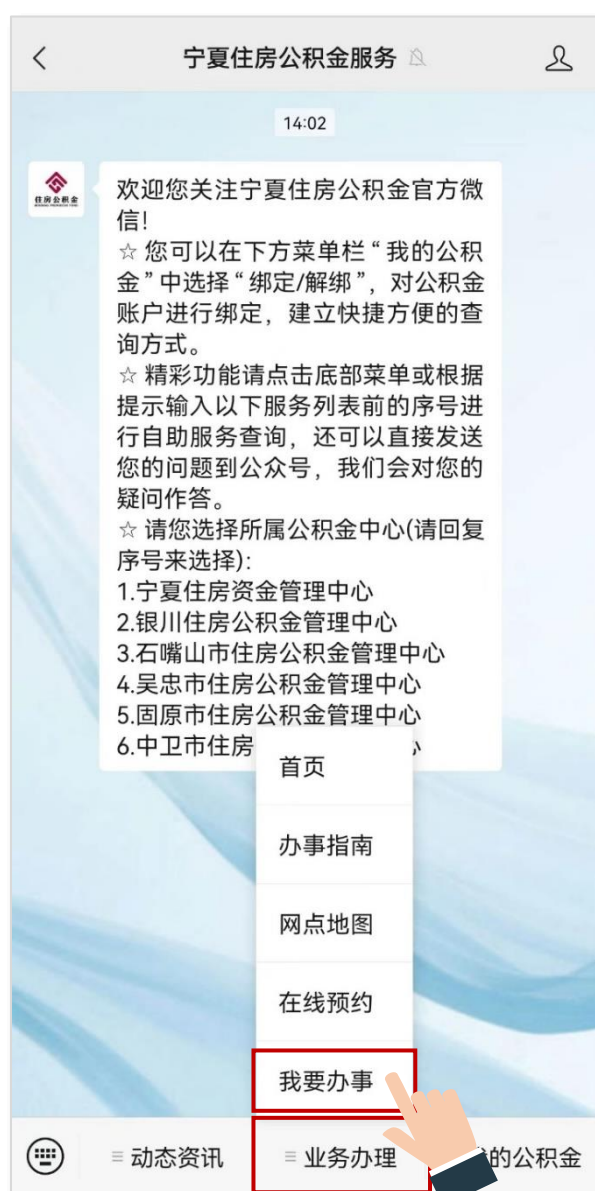 宁夏住房公积金服务
14:02
住房公积金
欢迎您关注宁夏住房公积金官方微
信!
☆ 您可以在下方菜单栏“我的公积
金”中选择“绑定/解绑”，对公积金
账户进行绑定，建立快捷方便的查
询方式。
☆ 精彩功能请点击底部菜单或根据
提示输入以下服务列表前的序号进
行自助服务查询，还可以直接发送
您的问题到公众号，我们会对您的
疑问作答。
☆ 请您选择所属公积金中心(请回复
序号来选择):
1.宁夏住房资金管理中心
2.银川住房公积金管理中心
3.石嘴山市住房公积金管理中心
4.吴忠市住房公积金管理中心
5.固原市住房公积金管理中心
6.中卫市住房
首页
办事指南
网点地图
在线预约
我要办事
动态资讯
业务办理
的公积金